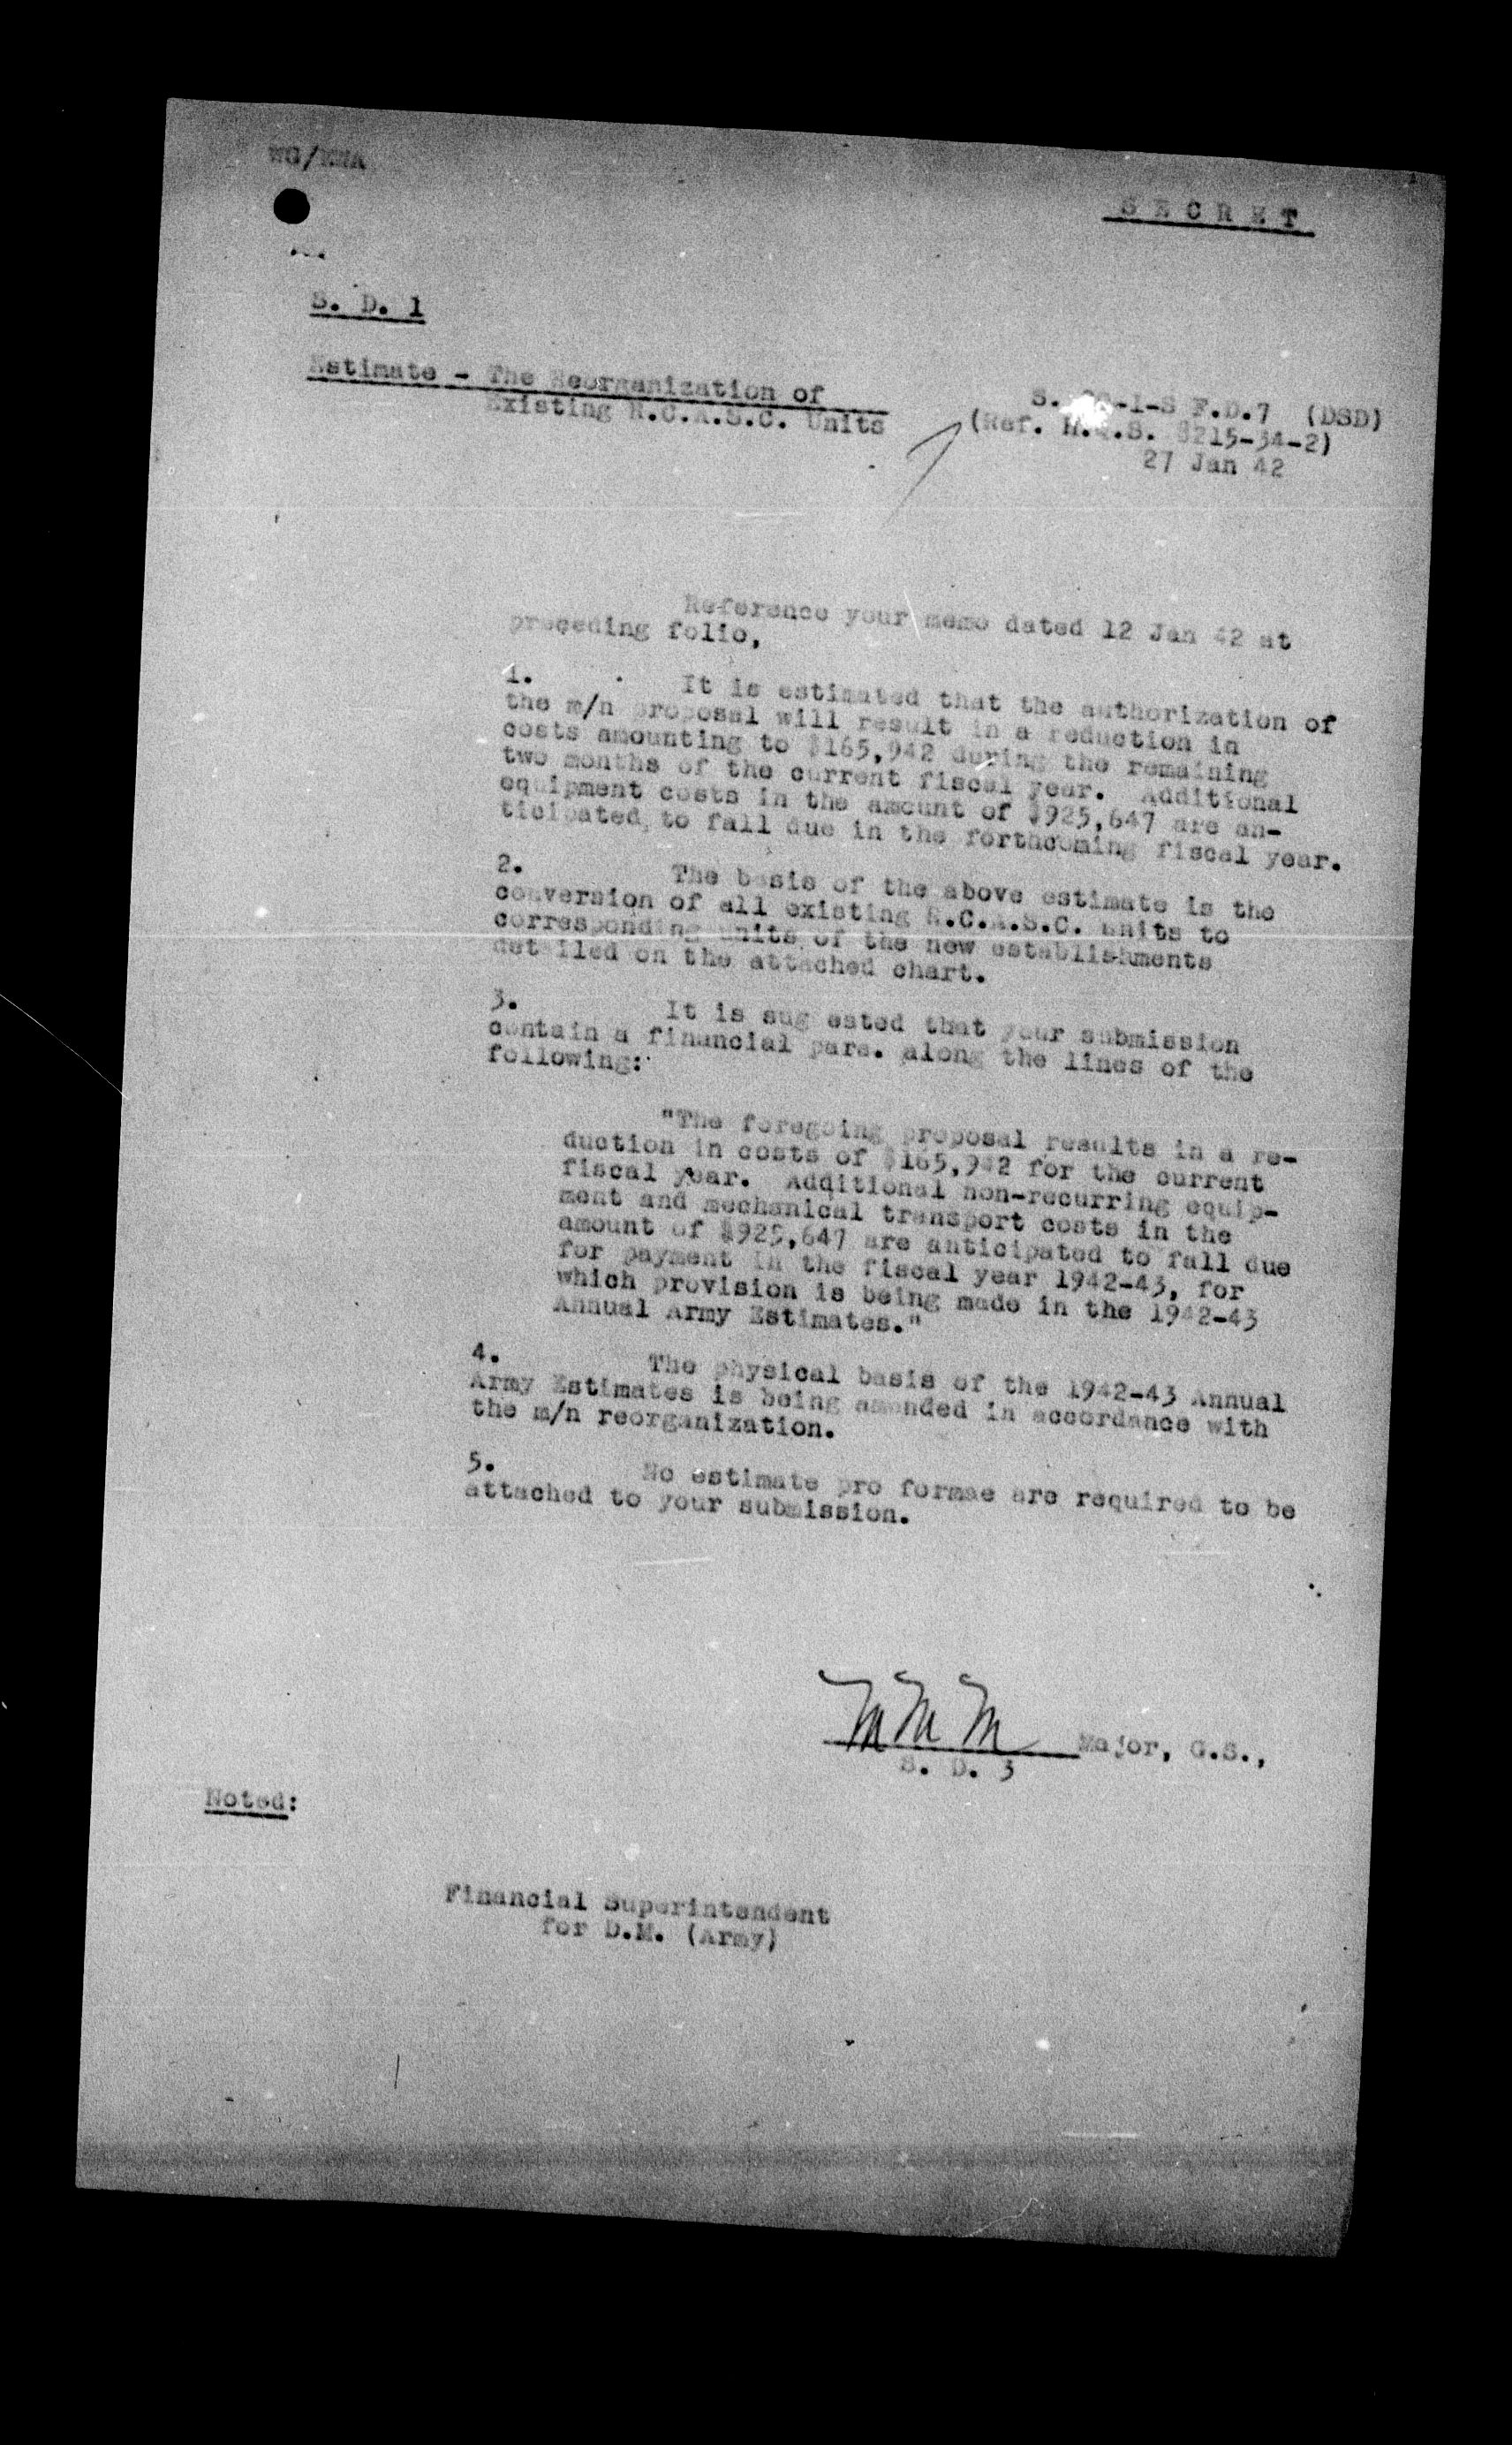 SECRET
S. D. 1
Estimate - The Reorganization of
Existing R.C.A.S.C. Units
-1-S F.D.7 (DSD)
(Ref. H.Q.S. 8215-34-2)
27 Jan 42
Reference your memo dated 12 Jan 42 at
preceding folio,
1. It is estimated that the authorization of
the m/n proposal will result in a reduction in
costs amounting to $165,942 during the remaining
two months of the current fiscal year. Additional
equipment costs in the amount of $925,647 are an-
ticipated to fall due in the forthcoming fiscal year.
2. The basis of the above estimate is the
conversion of all existing R.C.A.S.C. units to
corresponding units of the new establishments
detailed on the attached chart.
3. It is sug ested that your submission
contain a financial para. along the lines of the
following:
"The foregoing proposal results in a re-
duction in costs of $165,942 for the current
fiscal year. Additional non-recurring equip-
ment and mechanical transport costs in the
amount of $925,647 are anticipated to fall due
for payment in the fiscal year 1942-43, for
which provision is being made in the 1942-43
Annual Army Estimates."
4. The physical basis of the 1942-43 Annual
Army Estimates is being amended in accordance with
the m/n reorganization.
5. No estimate pro formae are required to be
attached to your submission.
Major, G.S.,
S. D. 3
Noted:
Financial Superintendent
for D.M. (Army)